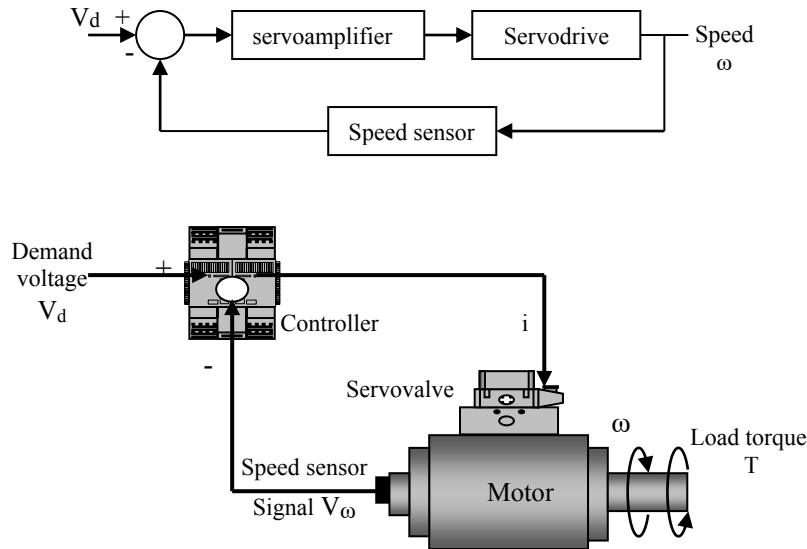 Vd + servoamplifier Servodrive Speed
- ω
Speed sensor
Demand
voltage +
Vd
Controller
i
-
Servovalve
ω
Load torque
T
Speed sensor
Motor
Signal Vω